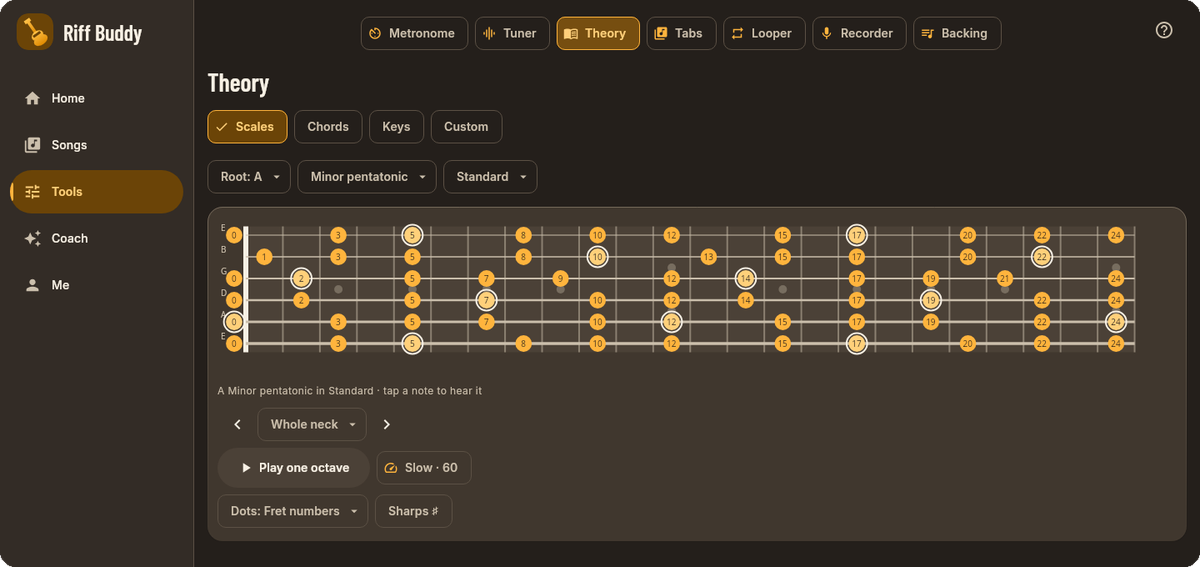 Riff Buddy
Metronome Tuner Theory Tabs Looper Recorder Backing
Home
Songs
Tools
Coach
Me
Theory
Scales Chords Keys Custom
Root: A Minor pentatonic Standard
E 0 3 5 8 10 12 15 17 20 22 24
B 1 3 5 8 10 13 15 17 20 22 24
G 0 2 5 7 9 12 14 17 19 21 24
D 0 2 5 7 10 12 14 17 19 22 24
A 0 3 5 7 10 12 15 17 19 22 24
E 0 3 5 8 10 12 15 17 20 22 24
A Minor pentatonic in Standard · tap a note to hear it
Whole neck
Play one octave Slow · 60
Dots: Fret numbers Sharps ♯